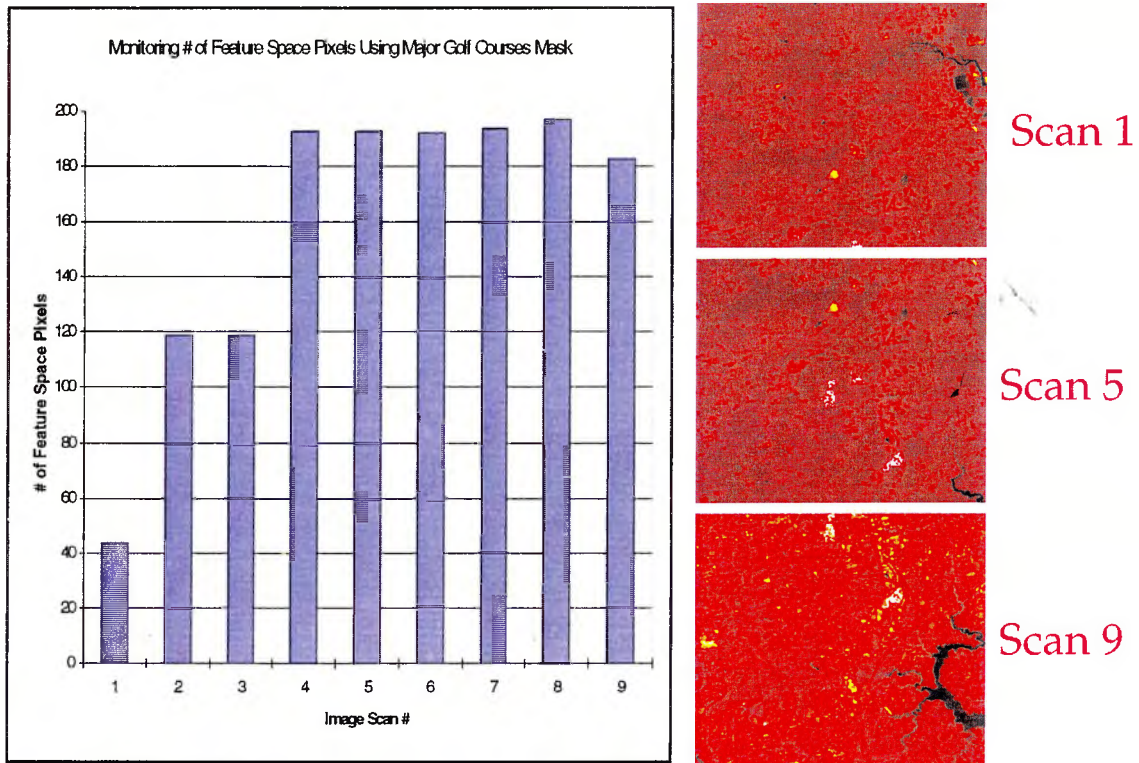 Monitoring # of Feature Space Pixels Using Major Golf Courses Mask
# of Feature Space Pixels
200
180
160
140
120
100
80
60
40
20
0
1 2 3 4 5 6 7 8 9
Image Scan #
Scan 1
Scan 5
Scan 9